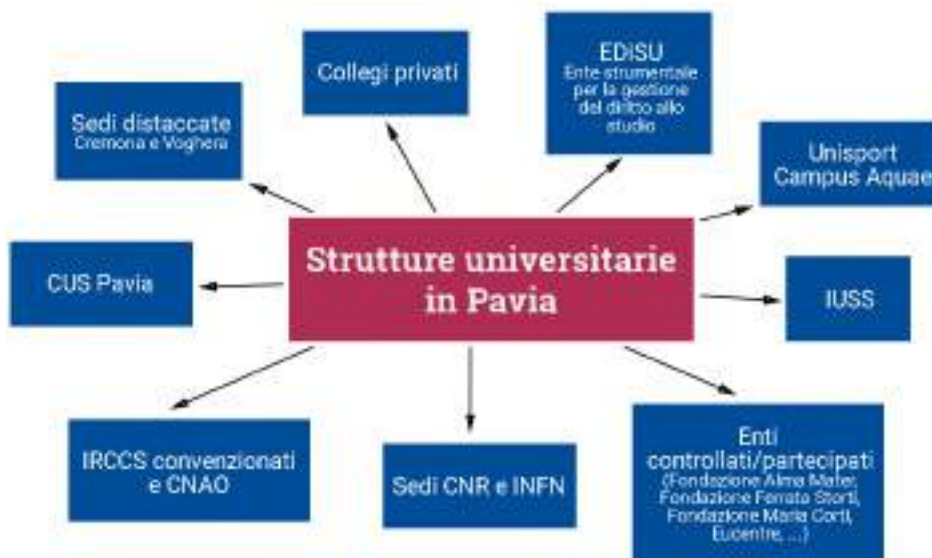 Collegi privati
EDiSU
Ente strumentale
per la gestione
del diritto allo
studio
Sedi distaccate
Cremona e Voghera
Unisport
Campus Aquae
Strutture universitarie
in Pavia
CUS Pavia
IUSS
IRCCS convenzionati
e CNAO
Sedi CNR e INFN
Enti
controllati/partecipati
(Fondazione Alma Mater,
Fondazione Ferrata Storti,
Fondazione Maria Corti,
Eucentre, ...)